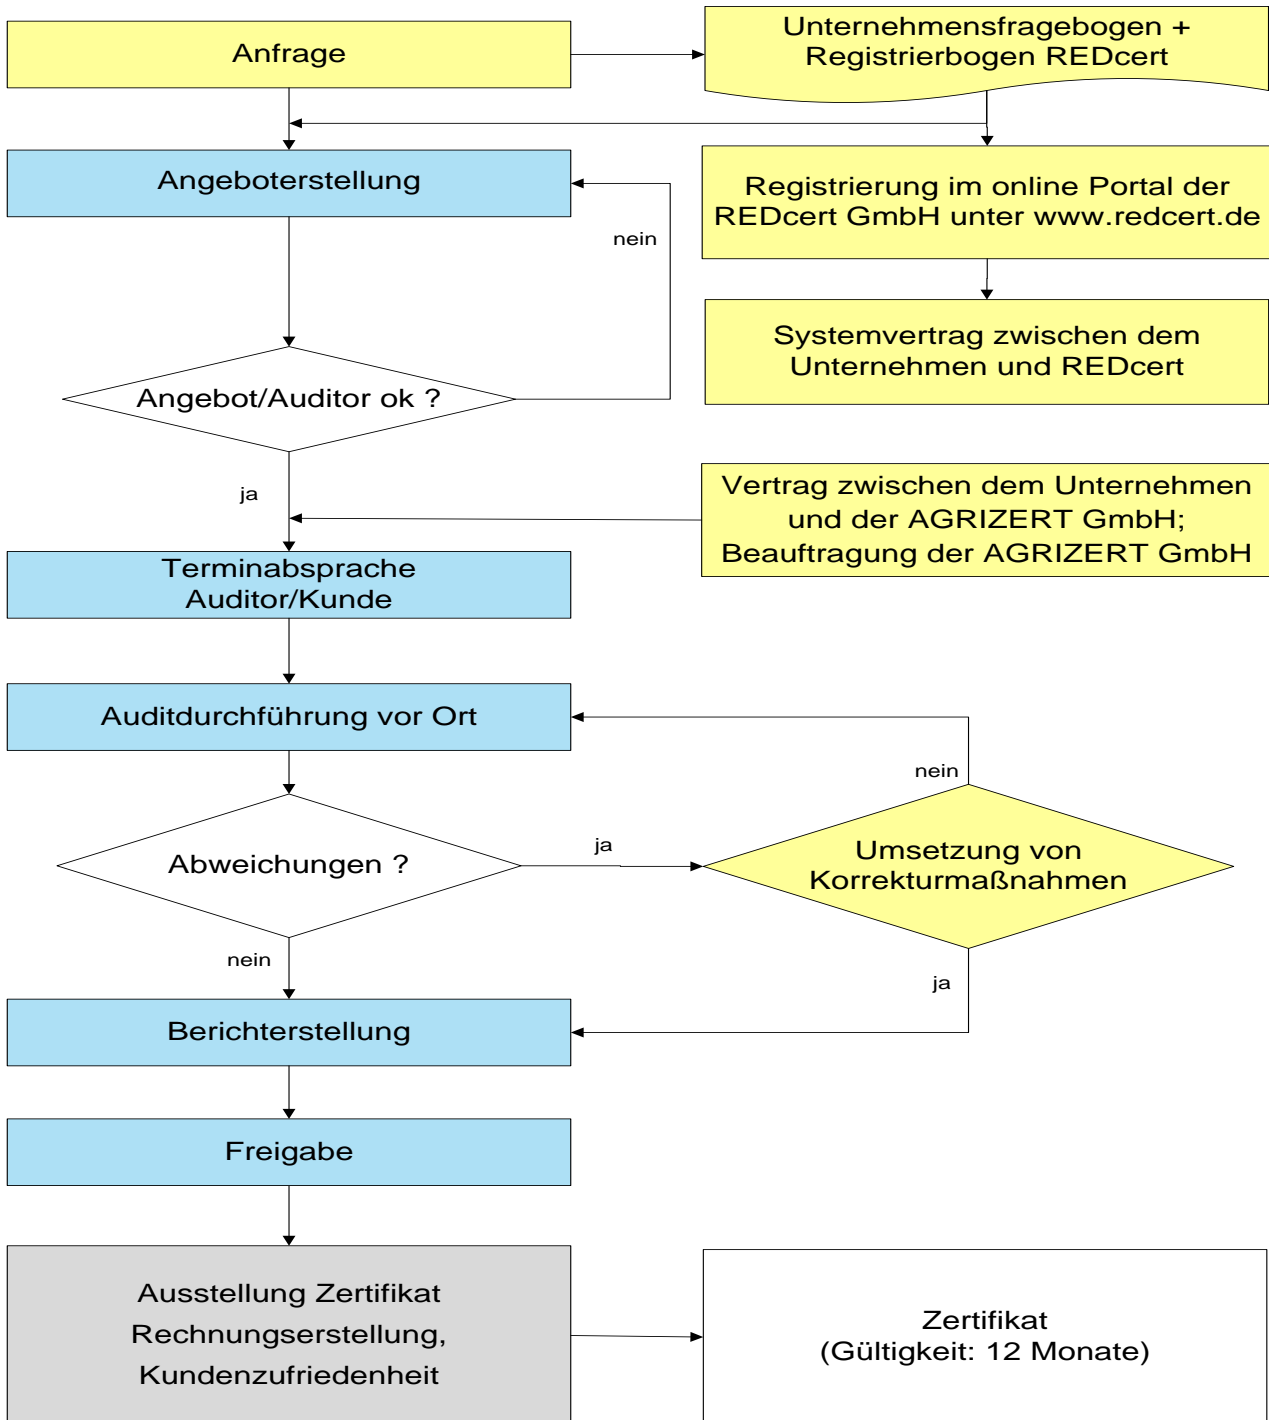 Anfrage
Unternehmensfragebogen +
Registrierbogen REDcert
Angeboterstellung
Registrierung im online Portal der
REDcert GmbH unter www.redcert.de
nein
Systemvertrag zwischen dem
Unternehmen und REDcert
Angebot/Auditor ok ?
ja
Vertrag zwischen dem Unternehmen
und der AGRIZERT GmbH;
Beauftragung der AGRIZERT GmbH
Terminabsprache
Auditor/Kunde
Auditdurchführung vor Ort
nein
Abweichungen ?
ja
Umsetzung von
Korrekturmaßnahmen
nein
ja
Berichterstellung
Freigabe
Ausstellung Zertifikat
Rechnungserstellung,
Kundenzufriedenheit
Zertifikat
(Gültigkeit: 12 Monate)